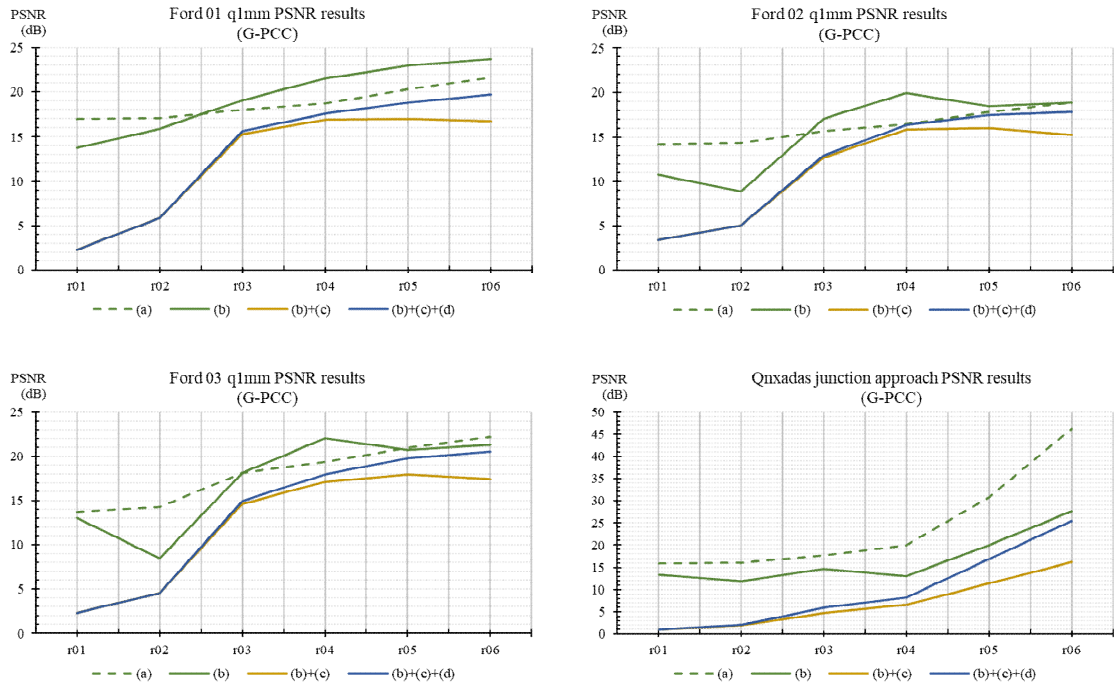 PSNR
(dB)
Ford 01 q1mm PSNR results
(G-PCC)
25
20
15
10
5
0
r01 r02 r03 r04 r05 r06
(a) (b) (b)+(c) (b)+(c)+(d)
PSNR
(dB)
Ford 02 q1mm PSNR results
(G-PCC)
25
20
15
10
5
0
r01 r02 r03 r04 r05 r06
(a) (b) (b)+(c) (b)+(c)+(d)
PSNR
(dB)
Ford 03 q1mm PSNR results
(G-PCC)
25
20
15
10
5
0
r01 r02 r03 r04 r05 r06
(a) (b) (b)+(c) (b)+(c)+(d)
PSNR
(dB)
Qnxadas junction approach PSNR results
(G-PCC)
50
45
40
35
30
25
20
15
10
5
0
r01 r02 r03 r04 r05 r06
(a) (b) (b)+(c) (b)+(c)+(d)